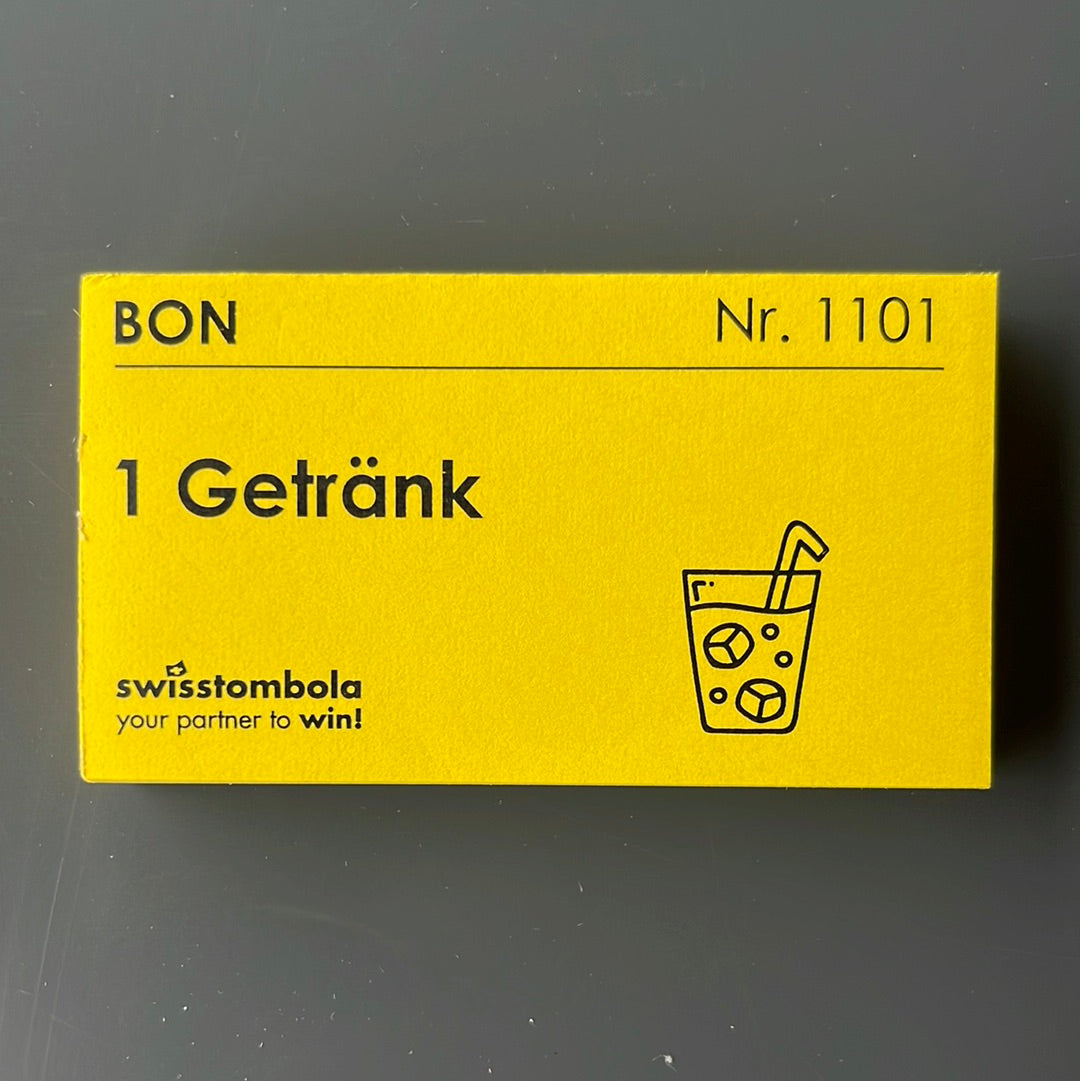 BON Nr. 1101
1 Getränk
swisstombola
your partner to win!